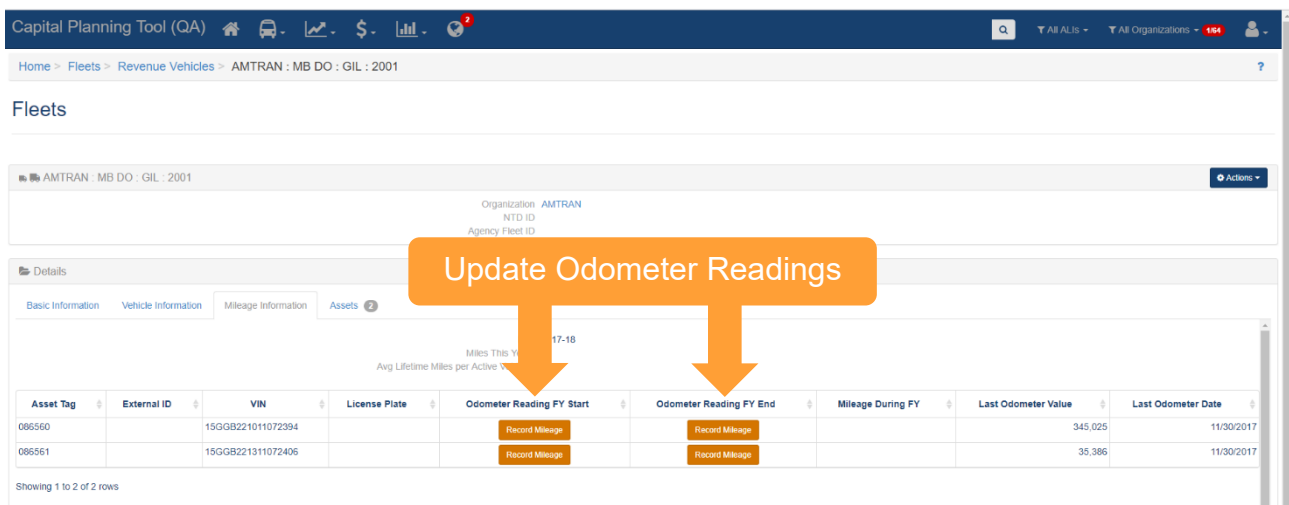 Capital Planning Tool (QA) 2 All ALIs All Organizations 1/64
Home > Fleets > Revenue Vehicles > AMTRAN : MB DO : GIL : 2001 ?
Fleets
AMTRAN : MB DO : GIL : 2001 Actions
Organization AMTRAN
NTD ID
Agency Fleet ID
Update Odometer Readings
Details
Basic Information Vehicle Information Mileage Information Assets 2
17-18
Miles This
Avg Lifetime Miles per Active
Asset Tag External ID VIN License Plate Odometer Reading FY Start Odometer Reading FY End Mileage During FY Last Odometer Value Last Odometer Date
086560 15GGB221011072394 Record Mileage Record Mileage 345,025 11/30/2017
086561 15GGB221311072406 Record Mileage Record Mileage 35,386 11/30/2017
Showing 1 to 2 of 2 rows